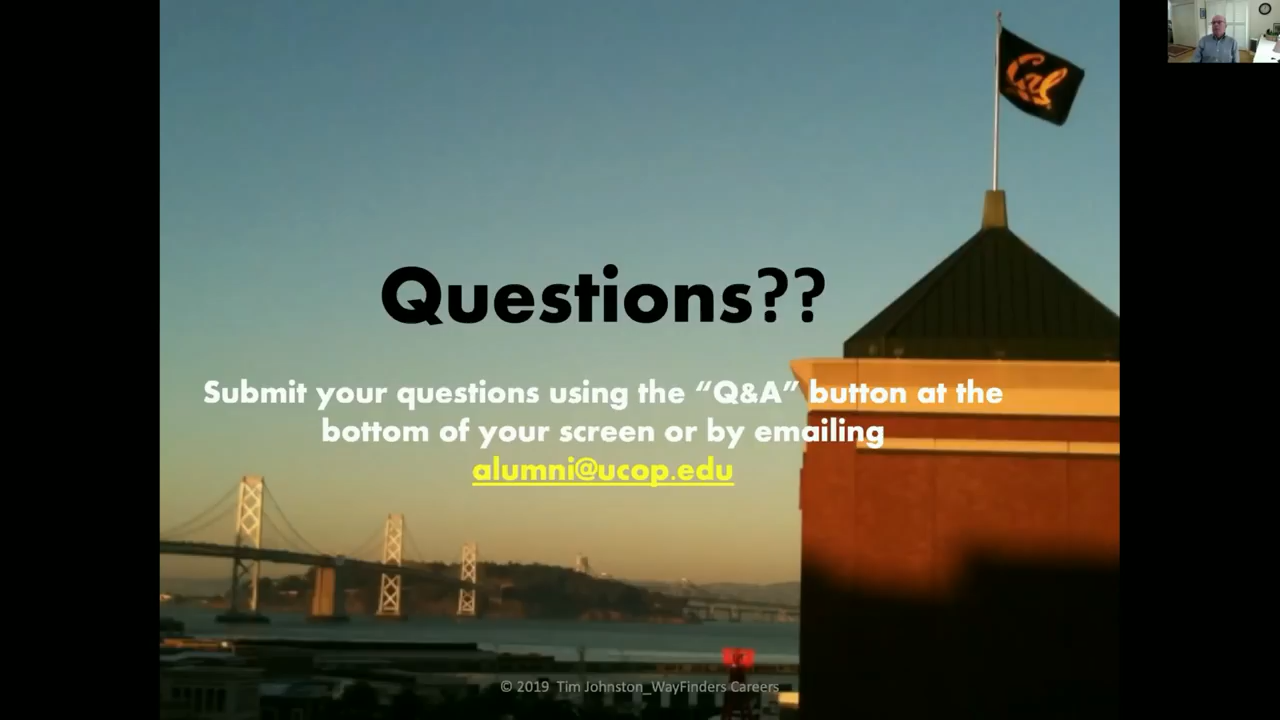 Cal
Questions??
Submit your questions using the “Q&A” button at the
bottom of your screen or by emailing
alumni@ucop.edu
© 2019 Tim Johnston_WayFinders Careers